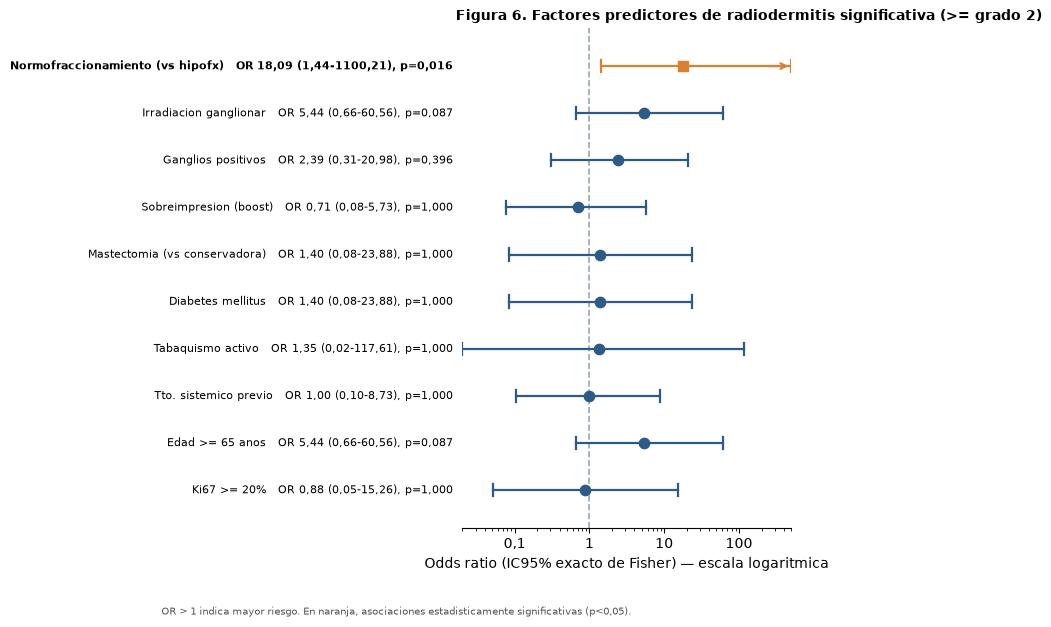 Figura 6. Factores predictores de radiodermitis significativa (>= grado 2)
Normofraccionamiento (vs hipofx) OR 18,09 (1,44-1100,21), p=0,016
Irradiacion ganglionar OR 5,44 (0,66-60,56), p=0,087
Ganglios positivos OR 2,39 (0,31-20,98), p=0,396
Sobreimpresion (boost) OR 0,71 (0,08-5,73), p=1,000
Mastectomia (vs conservadora) OR 1,40 (0,08-23,88), p=1,000
Diabetes mellitus OR 1,40 (0,08-23,88), p=1,000
Tabaquismo activo OR 1,35 (0,02-117,61), p=1,000
Tto. sistemico previo OR 1,00 (0,10-8,73), p=1,000
Edad >= 65 anos OR 5,44 (0,66-60,56), p=0,087
Ki67 >= 20% OR 0,88 (0,05-15,26), p=1,000
0,1 1 10 100
Odds ratio (IC95% exacto de Fisher) — escala logaritmica
OR > 1 indica mayor riesgo. En naranja, asociaciones estadisticamente significativas (p<0,05).